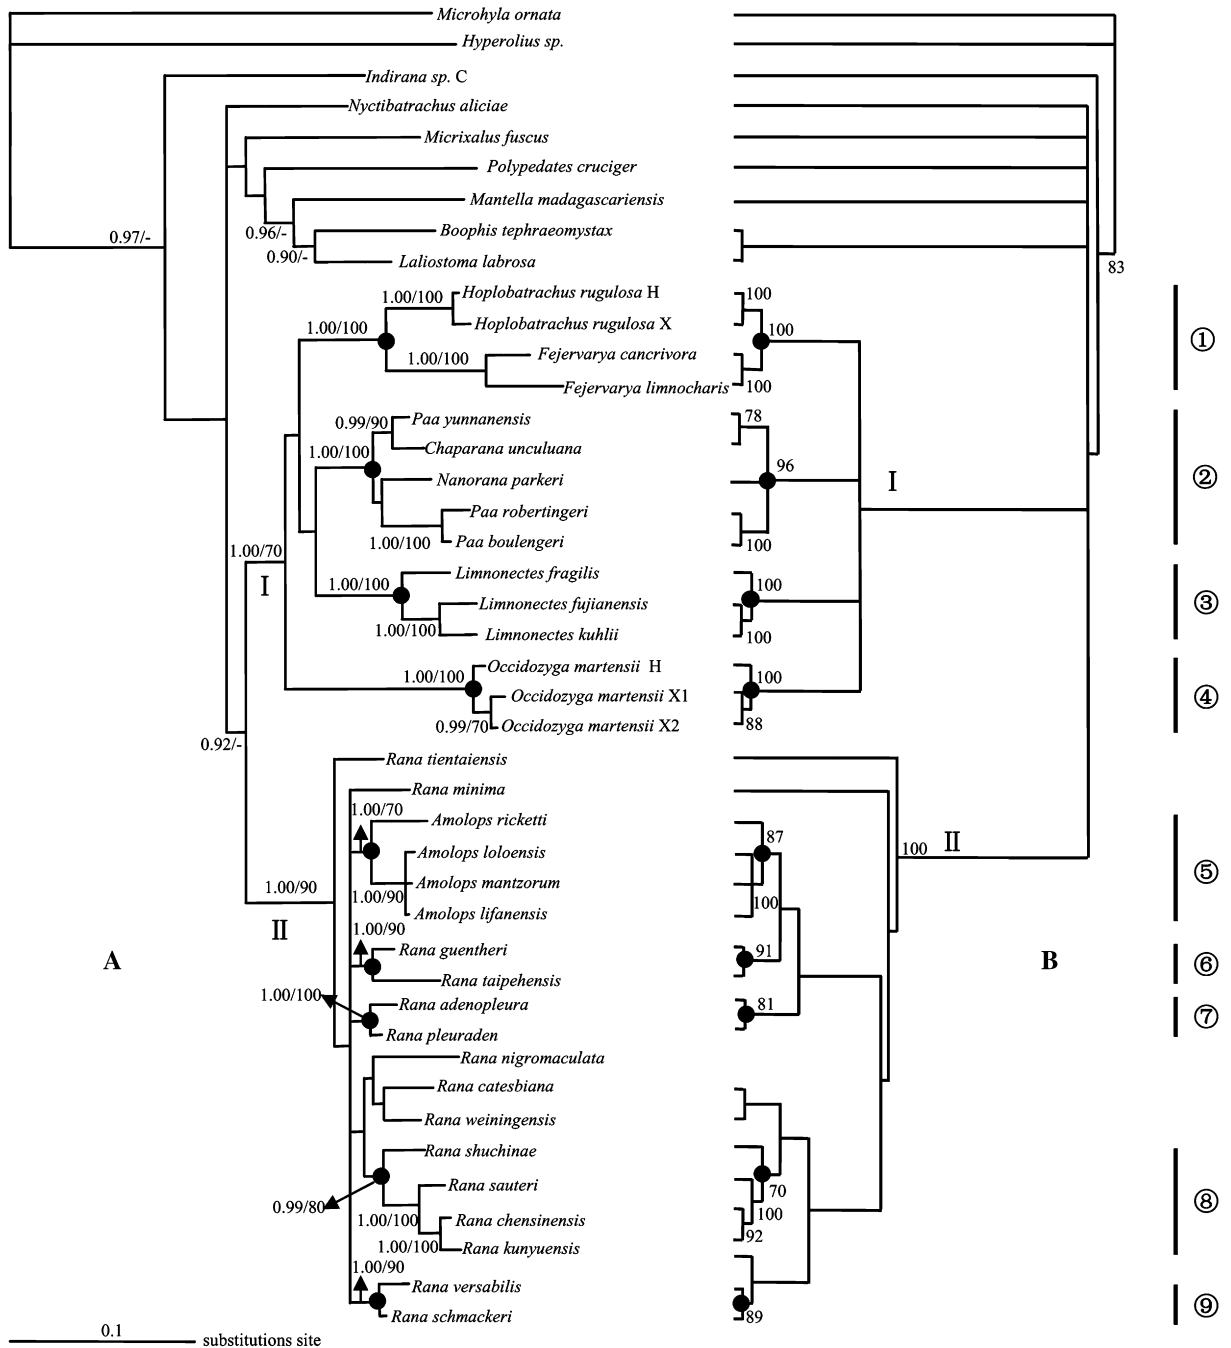 Microhyla ornata
Hyperolius sp.
Indirana sp. C
Nyctibatrachus aliciae
Micrixalus fuscus
Polypedates cruciger
Mantella madagascariensis
0.97/-
0.96/-
Boophis tephraeomystax
0.90/-
Laliostoma labrosa
83
1.00/100
Hoplobatrachus rugulosa H
100
1.00/100
Hoplobatrachus rugulosa X
100
①
1.00/100
Fejervarya cancrivora
Fejervarya limnocharis
100
0.99/90
Paa yunnanensis
78
1.00/100
Chaparana unculuana
96
Nanorana parkeri
I
②
Paa robertingeri
1.00/100
Paa boulengeri
100
1.00/70
I
1.00/100
Limnonectes fragilis
100
Limnonectes fujianensis
③
1.00/100
Limnonectes kuhlii
100
1.00/100
Occidozyga martensii H
100
Occidozyga martensii X1
④
0.99/70
Occidozyga martensii X2
88
0.92/-
Rana tientaiensis
Rana minima
1.00/70
Amolops ricketti
87
Amolops loloensis
100
II
1.00/90
Amolops mantzorum
⑤
1.00/90
100
Amolops lifanensis
II
1.00/90
Rana guentheri
91
A
B
⑥
Rana taipehensis
1.00/100
Rana adenopleura
81
⑦
Rana pleuraden
Rana nigromaculata
Rana catesbiana
Rana weiningensis
Rana shuchinae
Rana sauteri
70
0.99/80
⑧
1.00/100
Rana chensinensis
100
1.00/100
Rana kunyuensis
92
1.00/90
Rana versabilis
⑨
Rana schmackeri
89
0.1
substitutions site